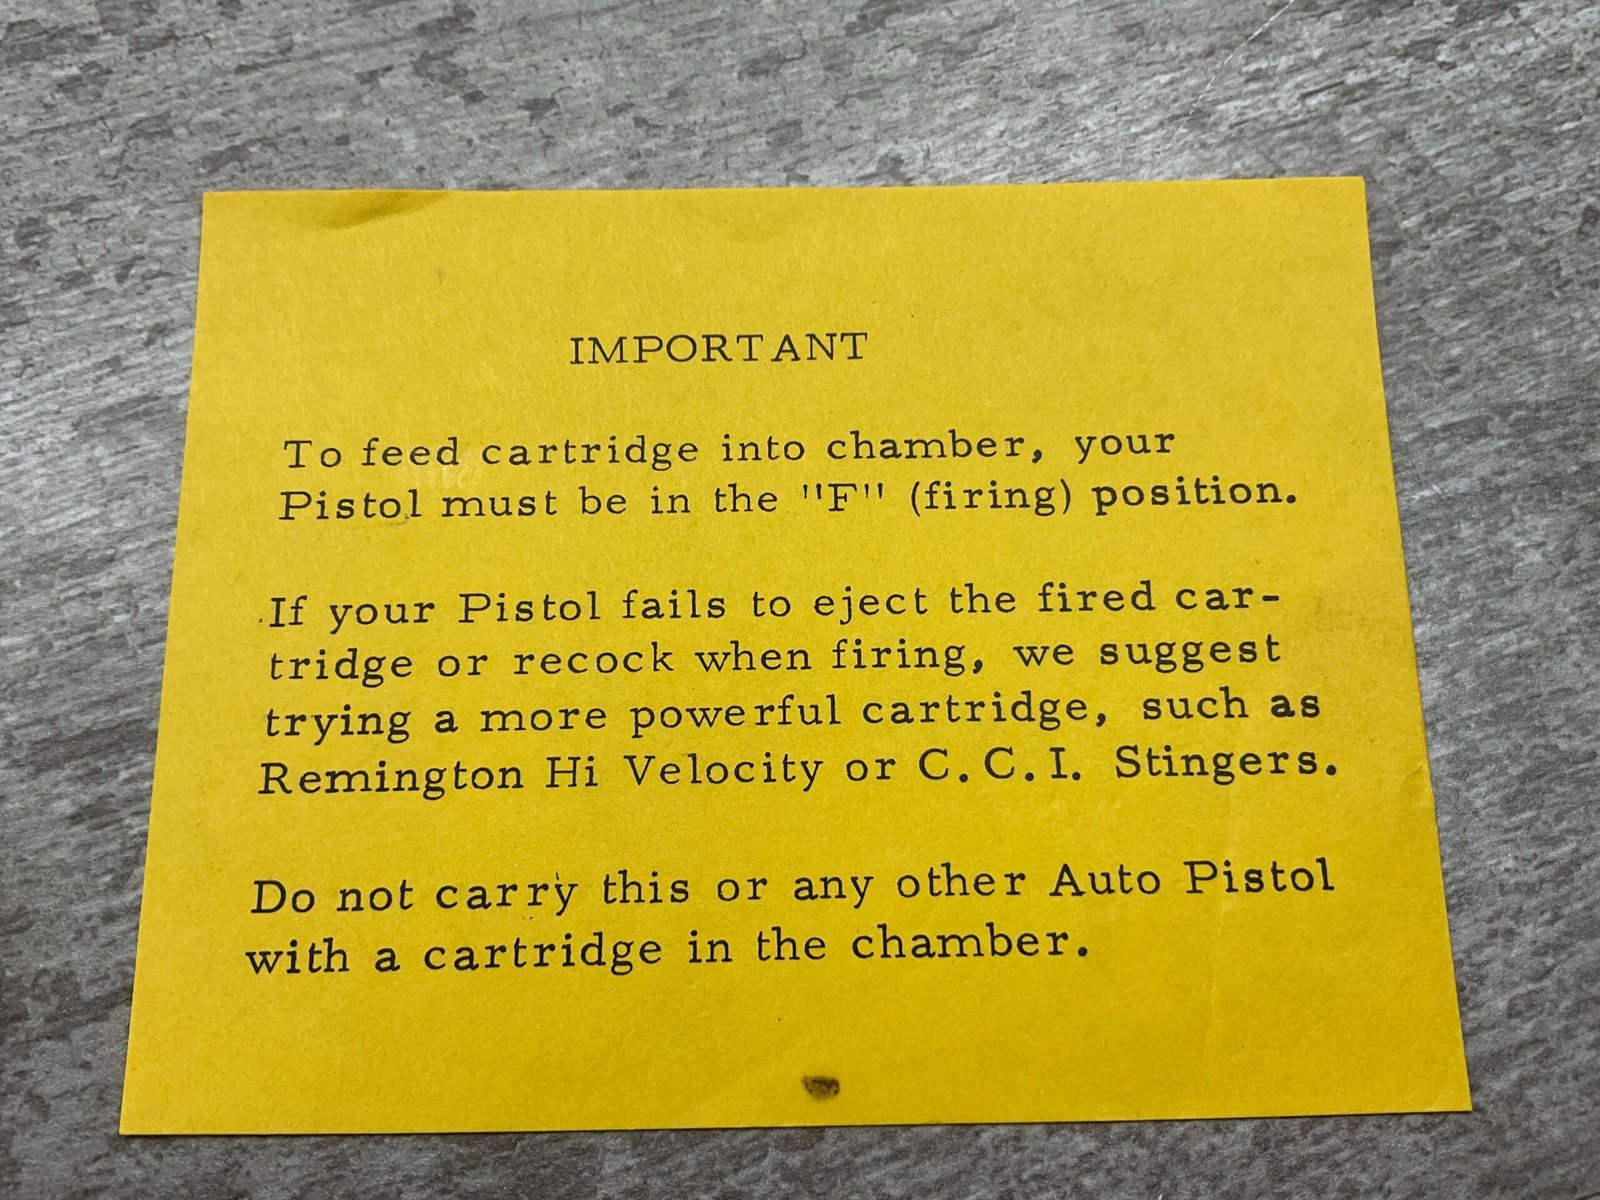 IMPORTANT
To feed cartridge into chamber, your
Pistol must be in the "F" (firing) position.
If your Pistol fails to eject the fired car-
tridge or recock when firing, we suggest
trying a more powerful cartridge, such as
Remington Hi Velocity or C.C.I. Stingers.
Do not carry this or any other Auto Pistol
with a cartridge in the chamber.